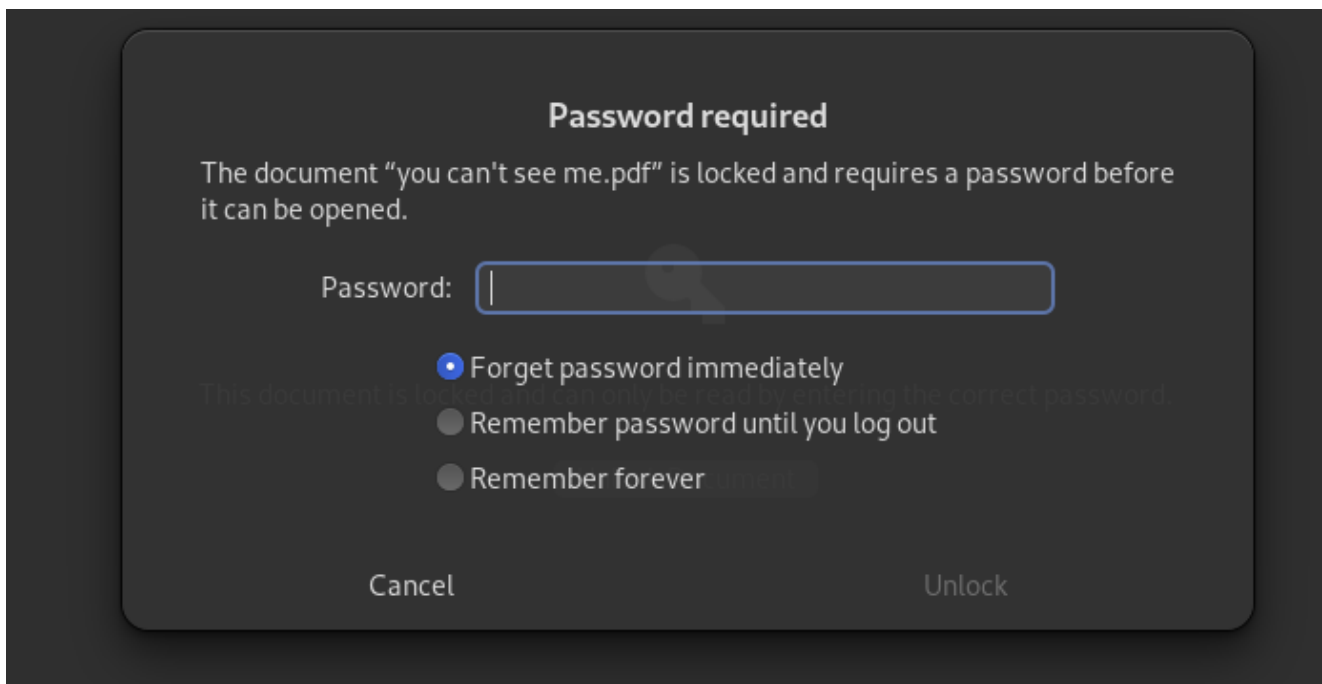 Password required
The document “you can't see me.pdf” is locked and requires a password before
it can be opened.
Password:
Forget password immediately
This document is locked and can only be read by entering the correct password.
Remember password until you log out
Remember forever
Cancel
Unlock